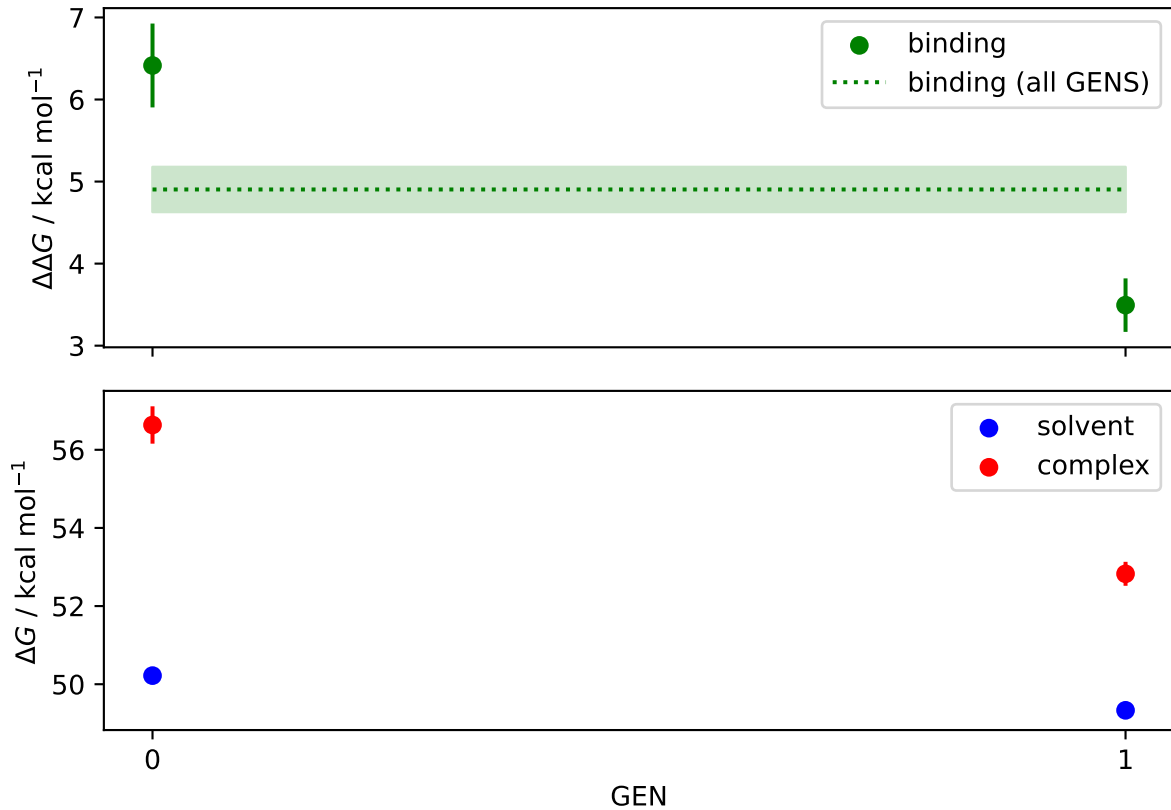 7
6
5
4
3
ΔΔG / kcal mol⁻¹
binding
binding (all GENS)
56
54
52
50
ΔG / kcal mol⁻¹
solvent
complex
0
1
GEN